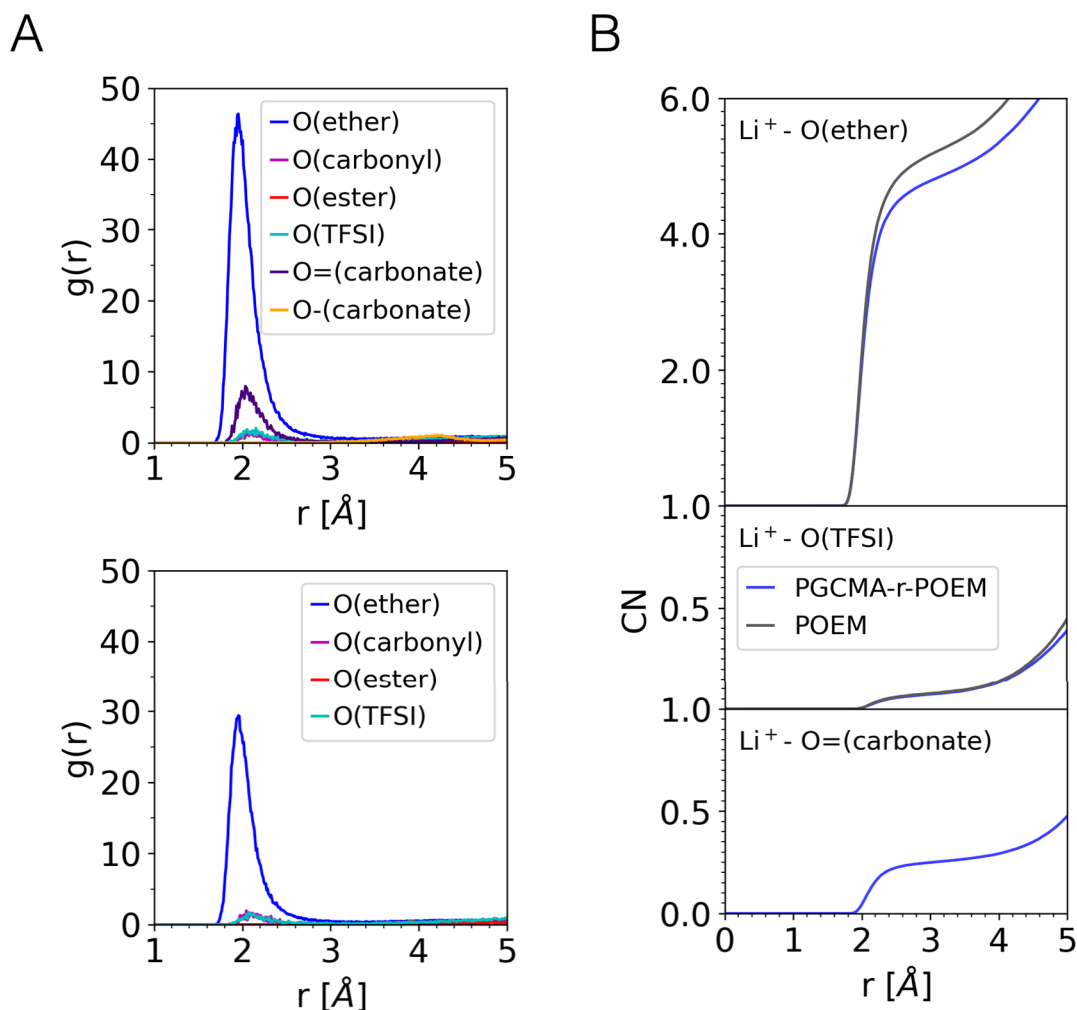 A
50
40
30
20
10
0
g(r)
O(ether)
O(carbonyl)
O(ester)
O(TFSI)
O=(carbonate)
O-(carbonate)
1 2 3 4 5
r [Å]
50
40
30
20
10
0
g(r)
O(ether)
O(carbonyl)
O(ester)
O(TFSI)
1 2 3 4 5
r [Å]
B
6.0
4.0
2.0
1.0
0.5
1.0
0.5
0.0
CN
Li⁺- O(ether)
Li⁺- O(TFSI)
PGCMA-r-POEM
POEM
Li⁺- O=(carbonate)
0 1 2 3 4 5
r [Å]